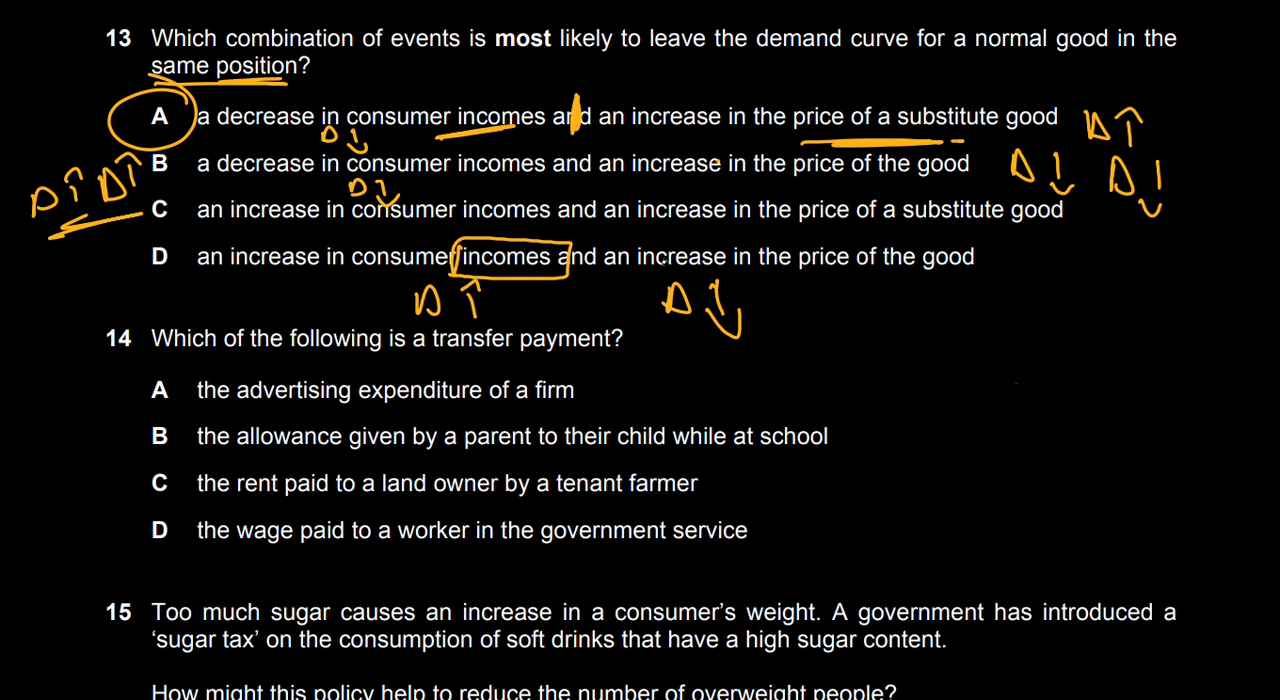 13 Which combination of events is most likely to leave the demand curve for a normal good in the
same position?
A a decrease in consumer incomes and an increase in the price of a substitute good D ↑
D ↓
B a decrease in consumer incomes and an increase in the price of the good D ↓ D ↓
D ↑ D ↑
D ↓
C an increase in consumer incomes and an increase in the price of a substitute good
D an increase in consumer incomes and an increase in the price of the good
D ↑ D ↓
14 Which of the following is a transfer payment?
A the advertising expenditure of a firm
B the allowance given by a parent to their child while at school
C the rent paid to a land owner by a tenant farmer
D the wage paid to a worker in the government service
15 Too much sugar causes an increase in a consumer’s weight. A government has introduced a
‘sugar tax’ on the consumption of soft drinks that have a high sugar content.
How might this policy help to reduce the number of overweight people?